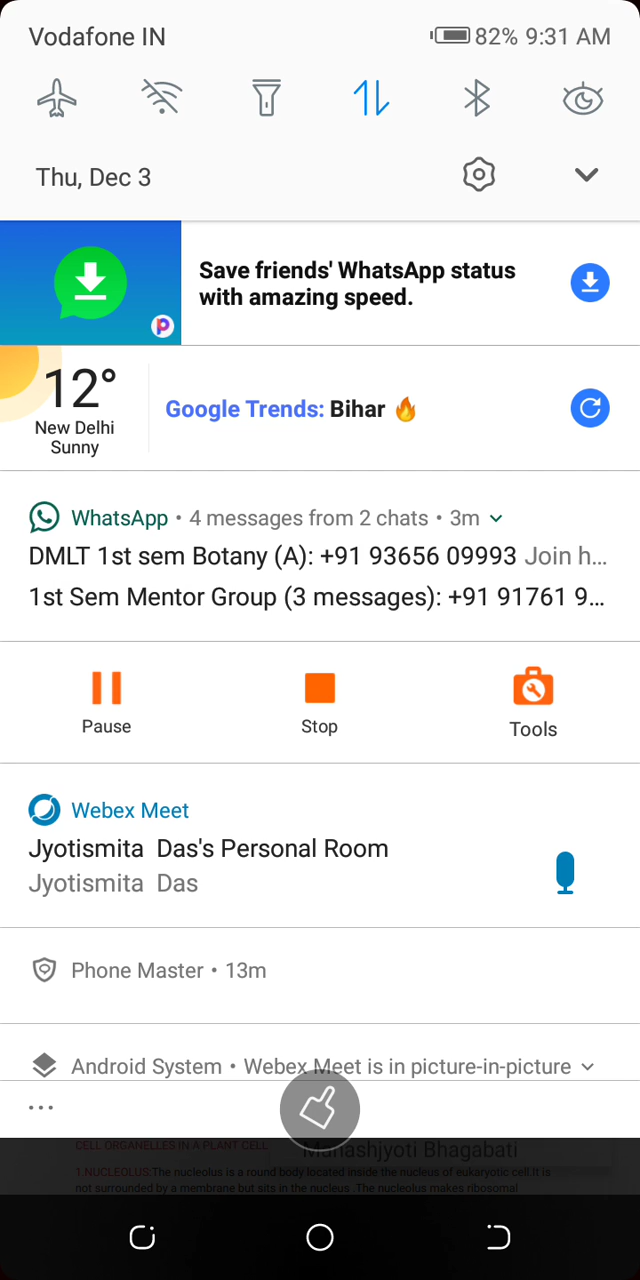 Vodafone IN
82% 9:31 AM
Thu, Dec 3
Save friends' WhatsApp status
with amazing speed.
12°
New Delhi
Sunny
Google Trends: Bihar 🔥
WhatsApp • 4 messages from 2 chats • 3m
DMLT 1st sem Botany (A): +91 93656 09993 Join h...
1st Sem Mentor Group (3 messages): +91 91761 9...
Pause
Stop
Tools
Webex Meet
Jyotismita Das's Personal Room
Jyotismita Das
Phone Master • 13m
Android System • Webex Meet is in picture-in-picture
...
CELL ORGANELLES IN A PLANT CELL
Manashjyoti Bhagabati
1.NUCLEOLUS:The nucleolus is a round body located inside the nucleus of eukaryotic cell.It is
not surrounded by a membrane but sits in the nucleus .The nucleolus makes ribosomal